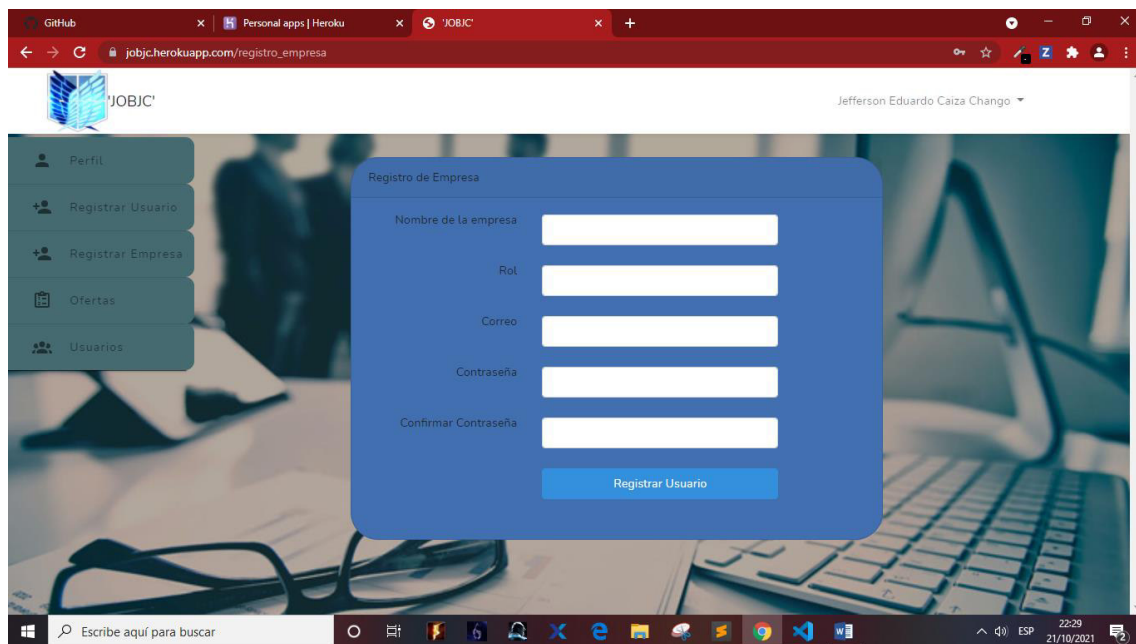 GitHub
Personal apps | Heroku
'JOBJC'
jobjc.herokuapp.com/registro_empresa
'JOBJC'
Jefferson Eduardo Caiza Chango
Perfil
Registrar Usuario
Registrar Empresa
Ofertas
Usuarios
Registro de Empresa
Nombre de la empresa
Rol
Correo
Contraseña
Confirmar Contraseña
Registrar Usuario
Escribe aquí para buscar
ESP
22:29
21/10/2021